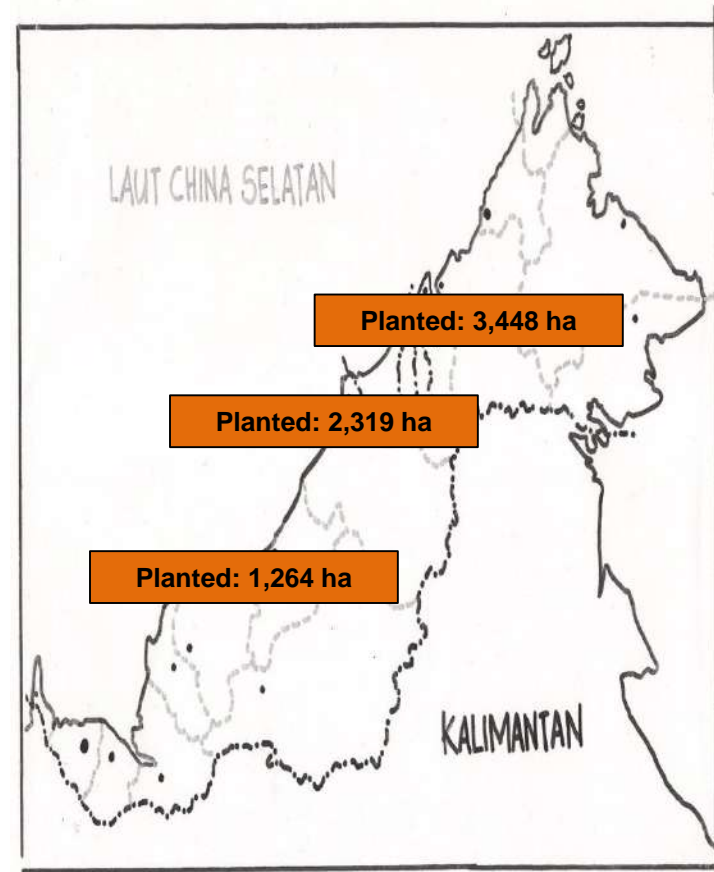 LAUT CHINA SELATAN
Planted: 3,448 ha
Planted: 2,319 ha
Planted: 1,264 ha
KALIMANTAN